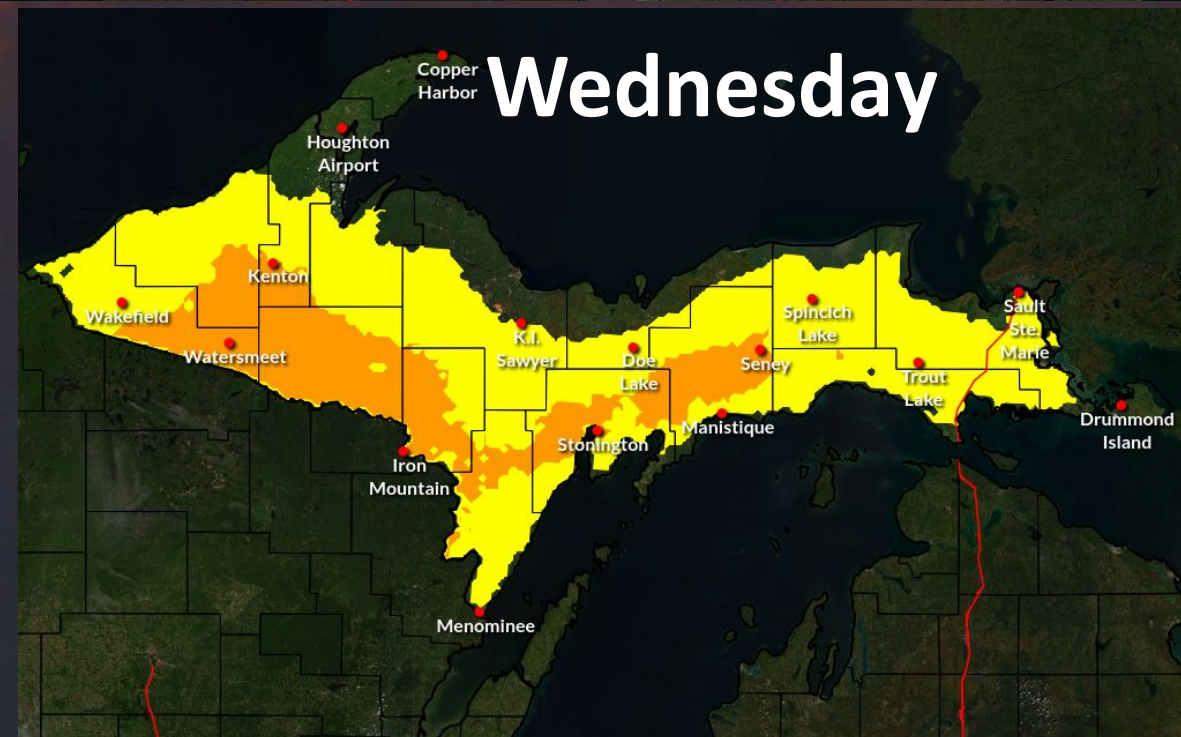 Wednesday
Copper
Harbor
Houghton
Airport
Kenton
Wakefield
Watersmeet
K.I.
Sawyer
Doe
Lake
Seney
Spincich
Lake
Sault
Ste.
Marie
Trout
Lake
Drummond
Island
Manistique
Stonington
Iron
Mountain
Menominee